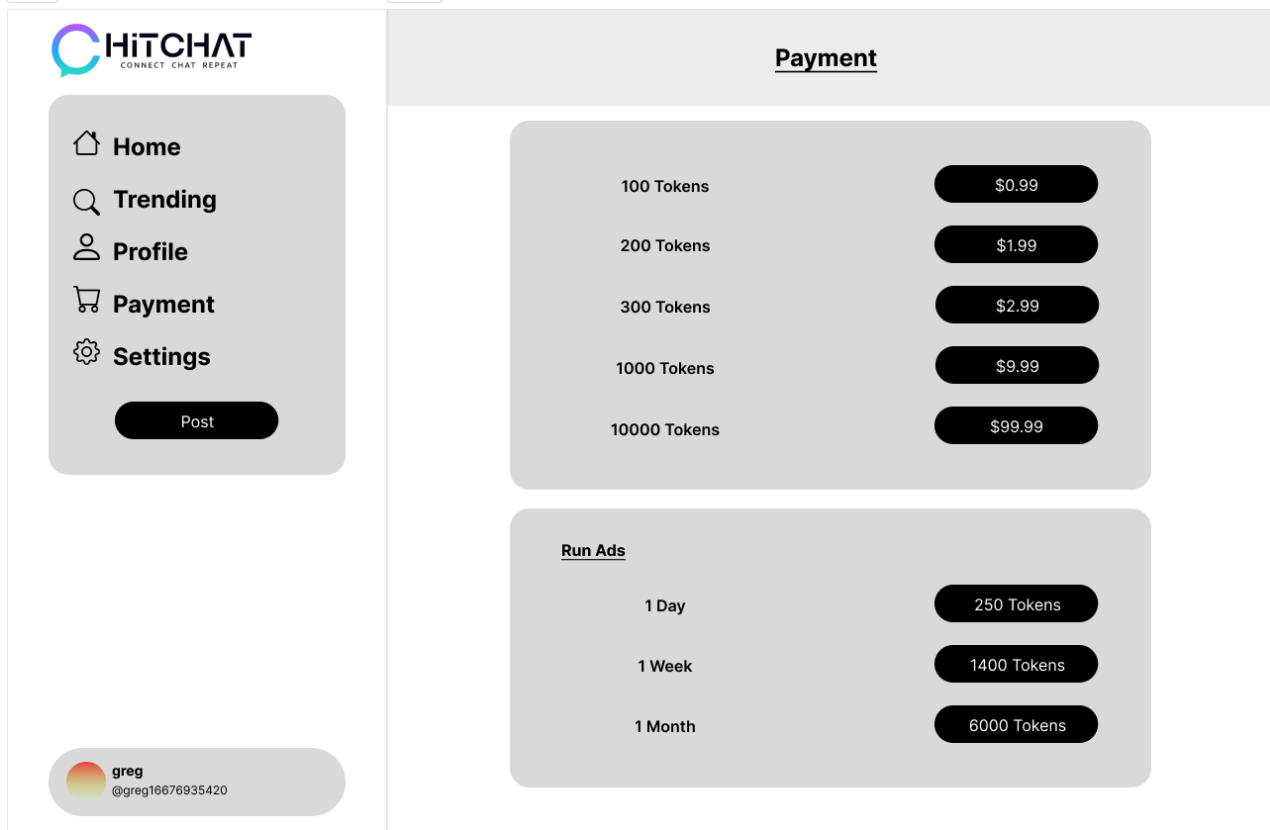 CHiTCHAT
CONNECT CHAT REPEAT
Home
Trending
Profile
Payment
Settings
Post
greg
@greg16676935420
Payment
100 Tokens $0.99
200 Tokens $1.99
300 Tokens $2.99
1000 Tokens $9.99
10000 Tokens $99.99
Run Ads
1 Day 250 Tokens
1 Week 1400 Tokens
1 Month 6000 Tokens